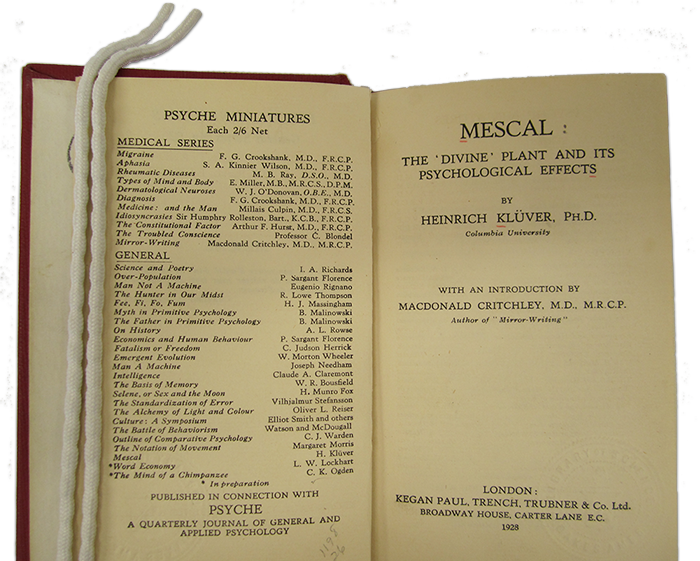 PSYCHE MINIATURES
Each 2/6 Net
MEDICAL SERIES
Migraine F. G. Crookshank, M.D., F.R.C.P.
Aphasia S. A. Kinnier Wilson, M.D., F.R.C.P.
Rheumatic Diseases M. B. Ray, D.S.O., M.D.
Types of Mind and Body E. Miller, M.B., M.R.C.S., D.P.M.
Dermatological Neuroses W. J. O'Donovan, O.B.E., M.D.
Diagnosis F. G. Crookshank, M.D., F.R.C.P.
Medicine: and the Man Millais Culpin, M.D., F.R.C.S.
Idiosyncrasies Sir Humphry Rolleston, Bart., K.C.B., F.R.C.P.
The Constitutional Factor Arthur F. Hurst, M.D., F.R.C.P.
The Troubled Conscience Professor C. Blondel
Mirror-Writing Macdonald Critchley, M.D., M.R.C.P.
GENERAL
Science and Poetry I. A. Richards
Over-Population P. Sargant Florence
Man Not A Machine Eugenio Rignano
The Hunter in Our Midst R. Lowe Thompson
Fee, Fi, Fo, Fum H. J. Massingham
Myth in Primitive Psychology B. Malinowski
The Father in Primitive Psychology B. Malinowski
On History A. L. Rowse
Economics and Human Behaviour P. Sargant Florence
Fatalism or Freedom C. Judson Herrick
Emergent Evolution W. Morton Wheeler
Man A Machine Joseph Needham
Intelligence Claude A. Claremont
The Basis of Memory W. R. Bousfield
Selene, or Sex and the Moon H. Munro Fox
The Standardization of Error Vilhjalmur Stefansson
The Alchemy of Light and Colour Oliver L. Reiser
Culture: A Symposium Elliot Smith and others
The Battle of Behaviorism Watson and McDougall
Outline of Comparative Psychology C. J. Warden
The Notation of Movement Margaret Morris
Mescal H. Klüver
*Word Economy L. W. Lockhart
*The Mind of a Chimpanzee C. K. Ogden
* In preparation
PUBLISHED IN CONNECTION WITH
PSYCHE
A QUARTERLY JOURNAL OF GENERAL AND
APPLIED PSYCHOLOGY
MESCAL:
THE 'DIVINE' PLANT AND ITS
PSYCHOLOGICAL EFFECTS
BY
HEINRICH KLÜVER, PH.D.
Columbia University
WITH AN INTRODUCTION BY
MACDONALD CRITCHLEY, M.D., M.R.C.P.
Author of "Mirror-Writing"
LONDON:
KEGAN PAUL, TRENCH, TRUBNER & Co. Ltd.
BROADWAY HOUSE, CARTER LANE E.C.
1928